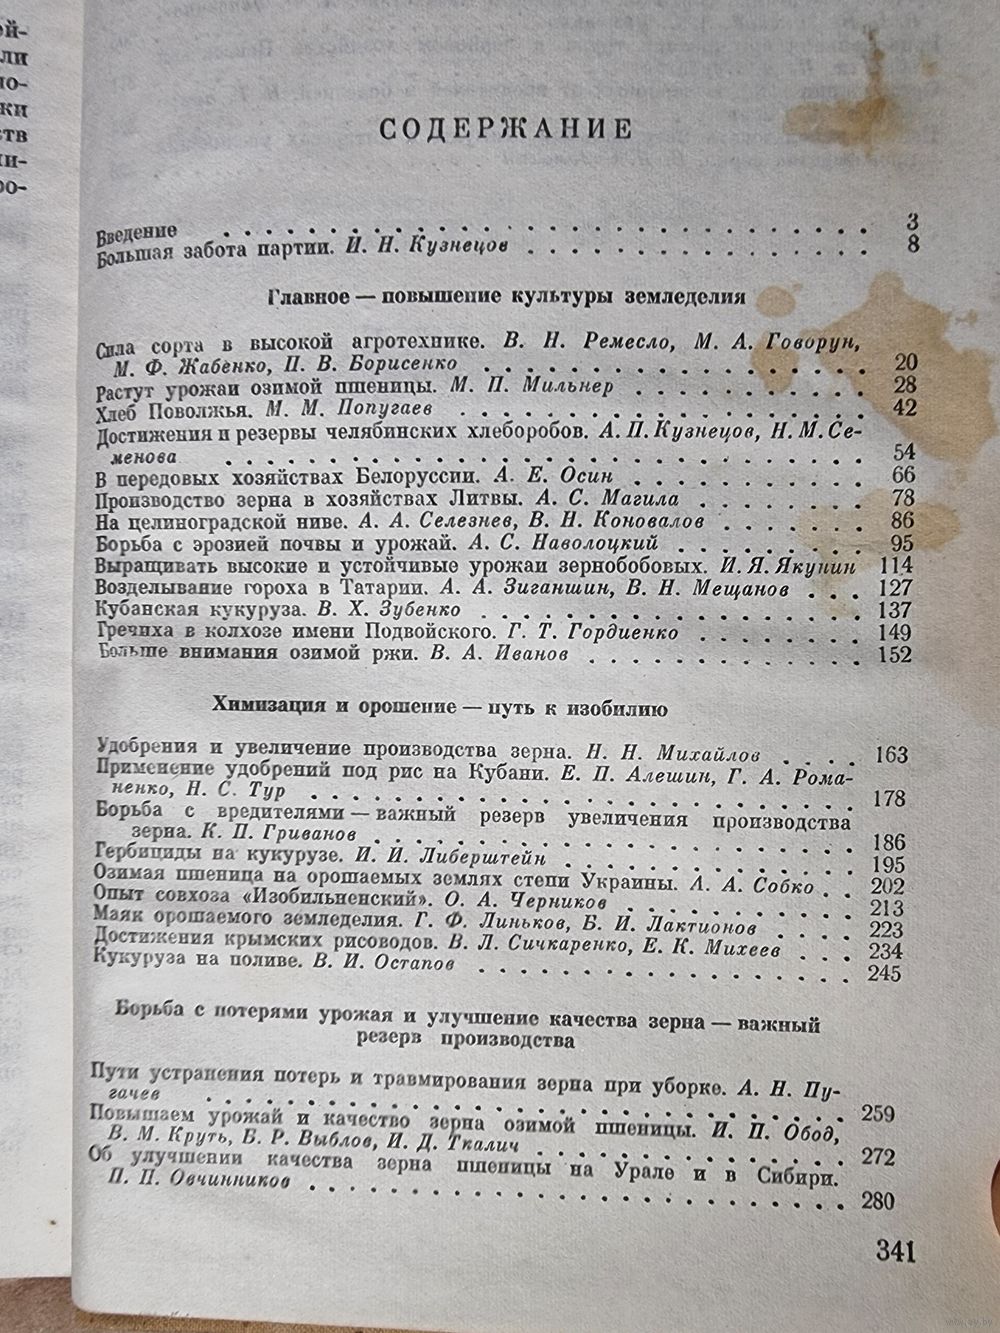 ой-
ли
по-
ки
ств
ни-
ро-
СОДЕРЖАНИЕ
Введение . . . 3
Большая забота партии. И. Н. Кузнецов . . . 8
Главное — повышение культуры земледелия
Сила сорта в высокой агротехнике. В. Н. Ремесло, М. А. Говорун,
М. Ф. Жабенко, П. В. Борисенко . . . 20
Растут урожаи озимой пшеницы. М. П. Мильнер . . . 28
Хлеб Поволжья. М. М. Попугаев . . . 42
Достижения и резервы челябинских хлеборобов. А. П. Кузнецов, Н. М. Се-
менова . . . 54
В передовых хозяйствах Белоруссии. А. Е. Осин . . . 66
Производство зерна в хозяйствах Литвы. А. С. Магила . . . 78
На целиноградской ниве. А. А. Селезнев, В. Н. Коновалов . . . 86
Борьба с эрозией почвы и урожай. А. С. Наволоцкий . . . 95
Выращивать высокие и устойчивые урожаи зернобобовых. И. Я. Якунин 114
Возделывание гороха в Татарии. А. А. Зиганшин, В. Н. Мещанов . . . 127
Кубанская кукуруза. В. Х. Зубенко . . . 137
Гречиха в колхозе имени Подвойского. Г. Т. Гордиенко . . . 149
Больше внимания озимой ржи. В. А. Иванов . . . 152
Химизация и орошение — путь к изобилию
Удобрения и увеличение производства зерна. Н. Н. Михайлов . . . 163
Применение удобрений под рис на Кубани. Е. П. Алешин, Г. А. Рома-
ненко, Н. С. Тур . . . 178
Борьба с вредителями — важный резерв увеличения производства
зерна. К. П. Гриванов . . . 186
Гербициды на кукурузе. И. И. Либерштейн . . . 195
Озимая пшеница на орошаемых землях степи Украины. А. А. Собко . . 202
Опыт совхоза «Изобильненский». О. А. Черников . . . 213
Маяк орошаемого земледелия. Г. Ф. Линьков, Б. И. Лактионов . . . 223
Достижения крымских рисоводов. В. Л. Сичкаренко, Е. К. Михеев . . . 234
Кукуруза на поливе. В. И. Остапов . . . 245
Борьба с потерями урожая и улучшение качества зерна — важный
резерв производства
Пути устранения потерь и травмирования зерна при уборке. А. Н. Пу-
гачев . . . 259
Повышаем урожай и качество зерна озимой пшеницы. И. П. Обод,
В. М. Круть, Б. Р. Выблов, И. Д. Ткалич . . . 272
Об улучшении качества зерна пшеницы на Урале и в Сибири.
П. П. Овчинников . . . 280
341